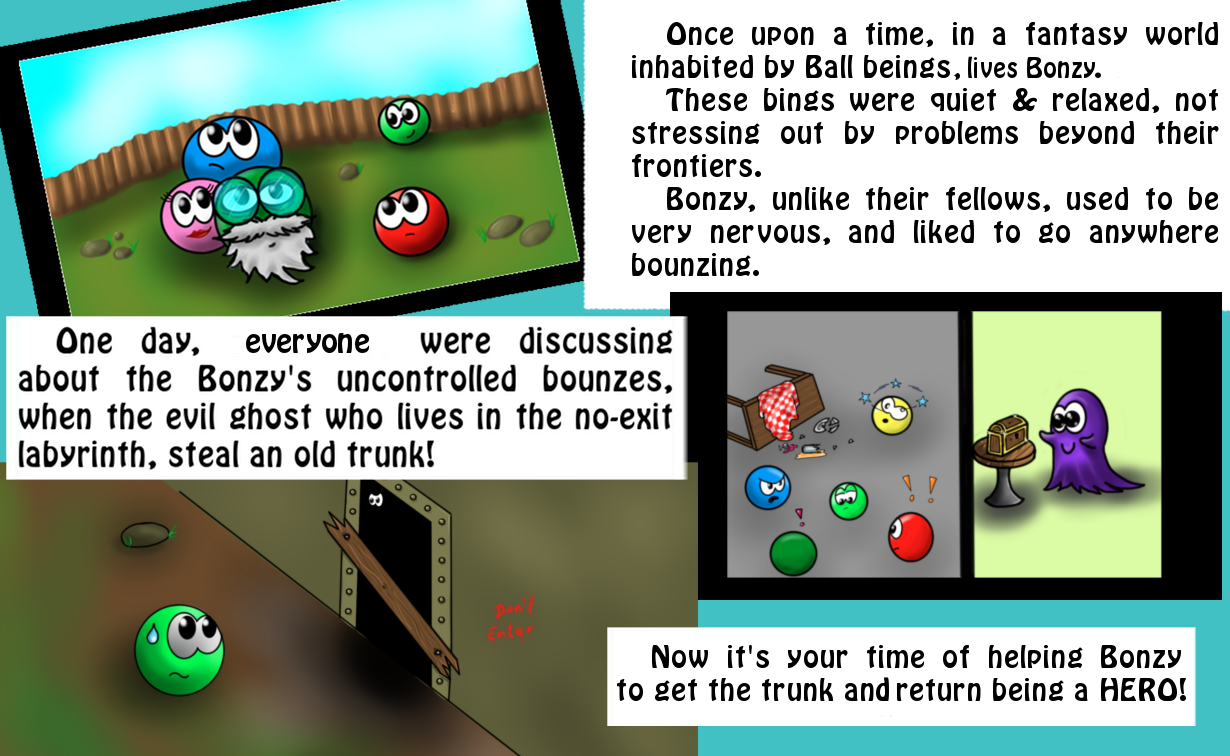 Once upon a time, in a fantasy world
inhabited by Ball beings, lives Bonzy.
These bings were quiet & relaxed, not
stressing out by problems beyond their
frontiers.
Bonzy, unlike their fellows, used to be
very nervous, and liked to go anywhere
bounzing.
One day, everyone were discussing
about the Bonzy's uncontrolled bounzes,
when the evil ghost who lives in the no-exit
labyrinth, steal an old trunk!
! ! !
Don't
Enter
Now it's your time of helping Bonzy
to get the trunk and return being a HERO!